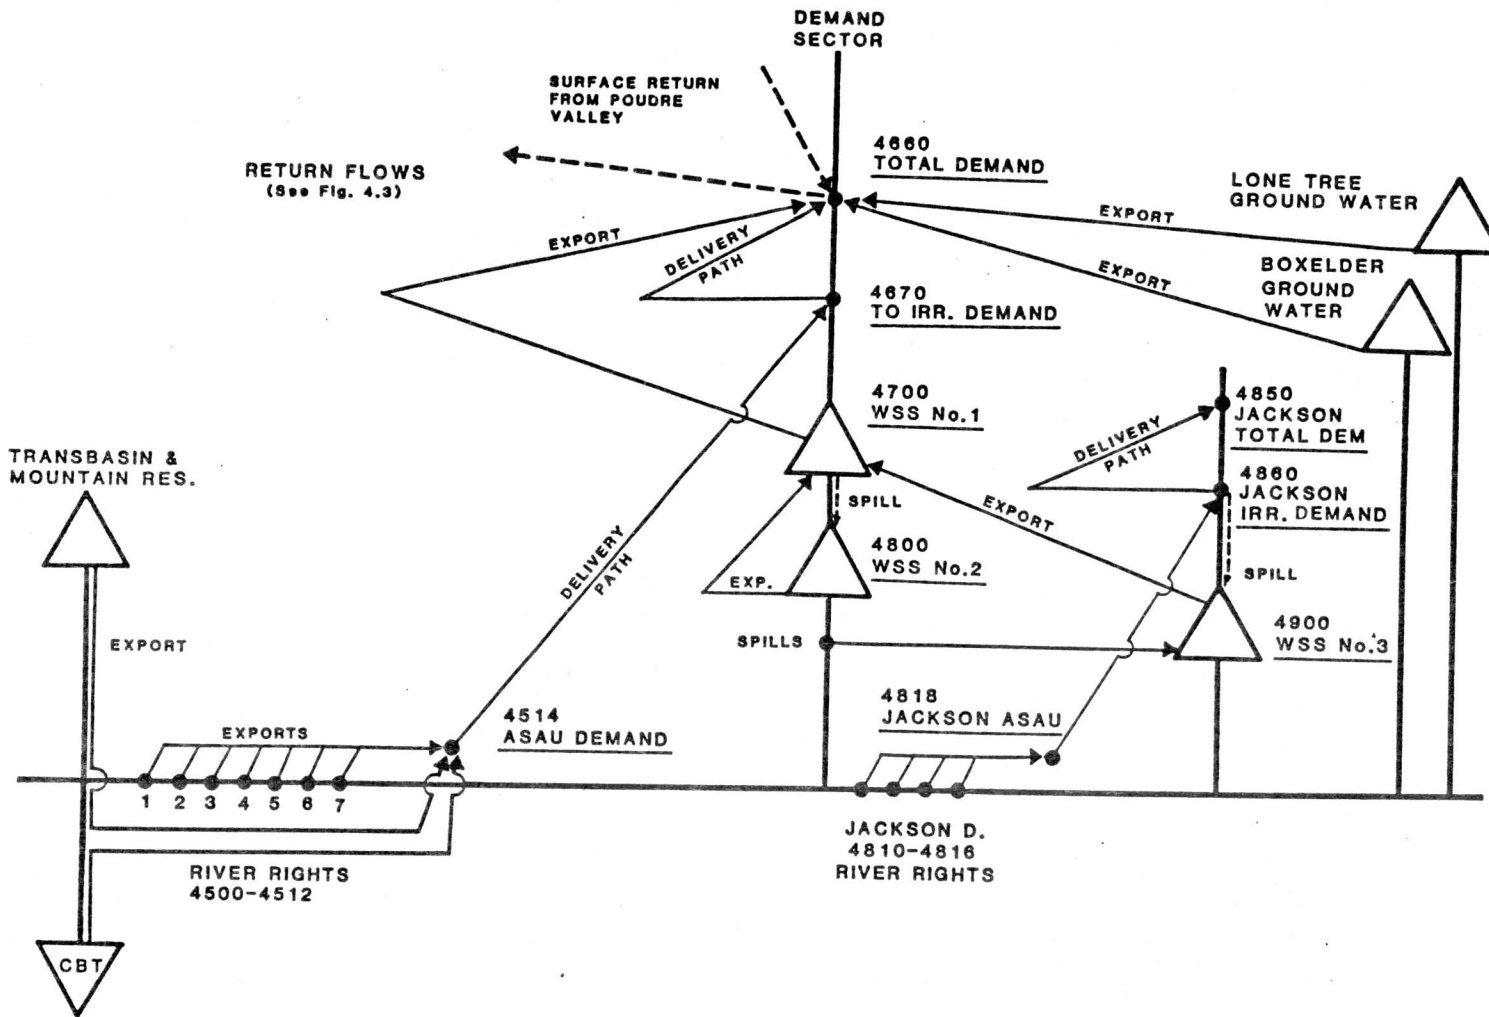 DEMAND
SECTOR
SURFACE RETURN
FROM POUDRE
VALLEY
RETURN FLOWS
(See Fig. 4.3)
4660
TOTAL DEMAND
LONE TREE
GROUND WATER
EXPORT
EXPORT
DELIVERY
PATH
EXPORT
BOXELDER
GROUND
WATER
4670
TO IRR. DEMAND
4700
WSS No.1
4850
JACKSON
TOTAL DEM
DELIVERY
PATH
4860
JACKSON
IRR. DEMAND
TRANSBASIN &
MOUNTAIN RES.
SPILL
EXPORT
DELIVERY
PATH
4800
WSS No.2
EXP.
SPILL
4900
WSS No.3
SPILLS
EXPORT
4818
JACKSON ASAU
4514
ASAU DEMAND
EXPORTS
1 2 3 4 5 6 7
JACKSON D.
4810-4816
RIVER RIGHTS
RIVER RIGHTS
4500-4512
CBT